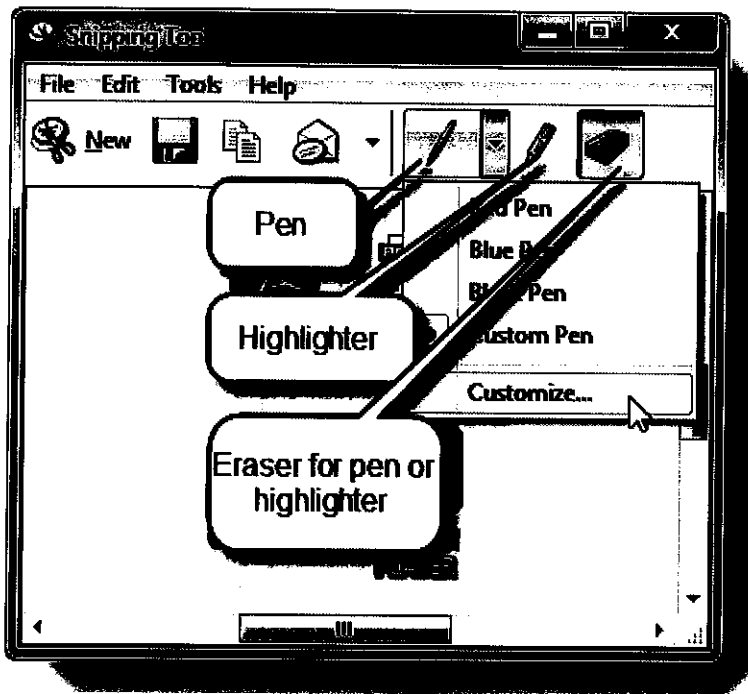 Snipping Tool
File Edit Tools Help
New
Pen
Pen
Blue
Pen
Highlighter
Custom Pen
Customize...
Eraser for pen or
highlighter